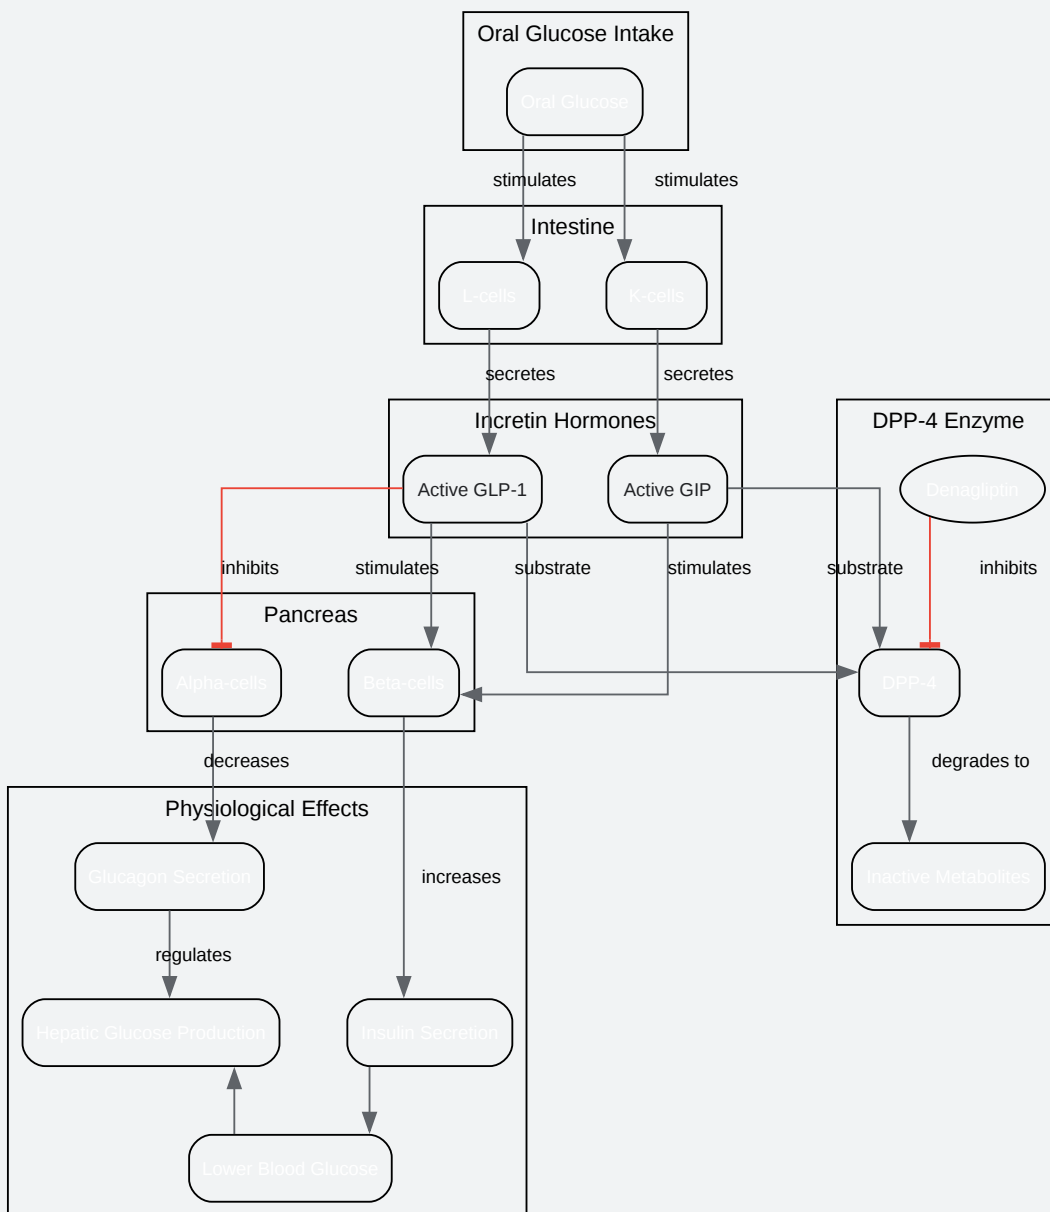 Oral Glucose Intake
Oral Glucose
stimulates
stimulates
Intestine
L-cells
K-cells
secretes
secretes
Incretin Hormones
DPP-4 Enzyme
Active GLP-1
Active GIP
Denagliptin
inhibits
stimulates
substrate
stimulates
substrate
inhibits
Pancreas
Alpha-cells
Beta-cells
DPP-4
decreases
degrades to
Physiological Effects
Glucagon Secretion
increases
Inactive Metabolites
regulates
Hepatic Glucose Production
Insulin Secretion
Lower Blood Glucose